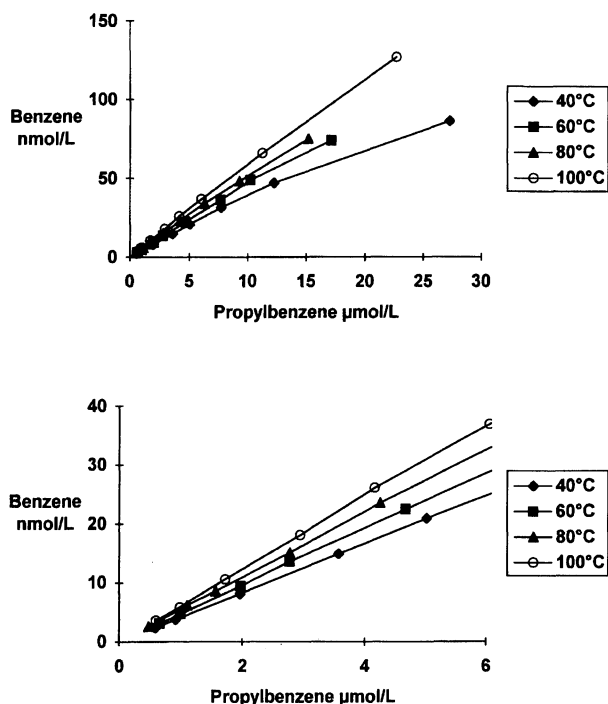 150
100
50
0
Benzene
nmol/L
0 5 10 15 20 25 30
Propylbenzene µmol/L
40°C
60°C
80°C
100°C
40
30
20
10
0
Benzene
nmol/L
0 2 4 6
Propylbenzene µmol/L
40°C
60°C
80°C
100°C